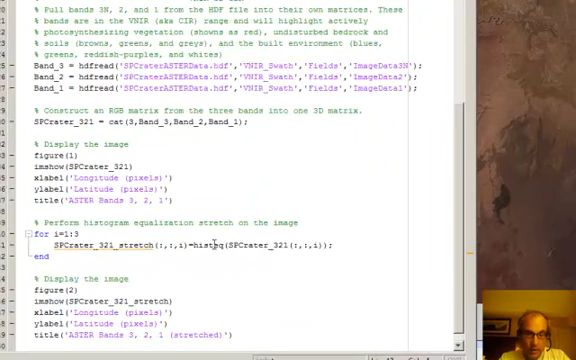 % Pull bands 3N, 2, and 1 from the HDF file into their own matrices. These
% bands are in the VNIR (aka CIR) range and will highlight actively
% photosynthesizing vegetation (showns as red), undisturbed bedrock and
% soils (browns, greens, and greys), and the built environment (blues,
% greens, reddish-purples, and whites)
Band_3 = hdfread('SPCraterASTERData.hdf','VNIR_Swath','Fields','ImageData3N');
Band_2 = hdfread('SPCraterASTERData.hdf','VNIR_Swath','Fields','ImageData2');
Band_1 = hdfread('SPCraterASTERData.hdf','VNIR_Swath','Fields','ImageData1');
% Construct an RGB matrix from the three bands into one 3D matrix.
SPCrater_321 = cat(3,Band_3,Band_2,Band_1);
% Display the image
figure(1)
imshow(SPCrater_321)
xlabel('Longitude (pixels)')
ylabel('Latitude (pixels)')
title('ASTER Bands 3, 2, 1')
% Perform histogram equalization stretch on the image
for i=1:3
SPCrater_321_stretch(:,:,i)=histeq(SPCrater_321(:,:,i));
end
% Display the image
figure(2)
imshow(SPCrater_321_stretch)
xlabel('Longitude (pixels)')
ylabel('Latitude (pixels)')
title('ASTER Bands 3, 2, 1 (stretched)')